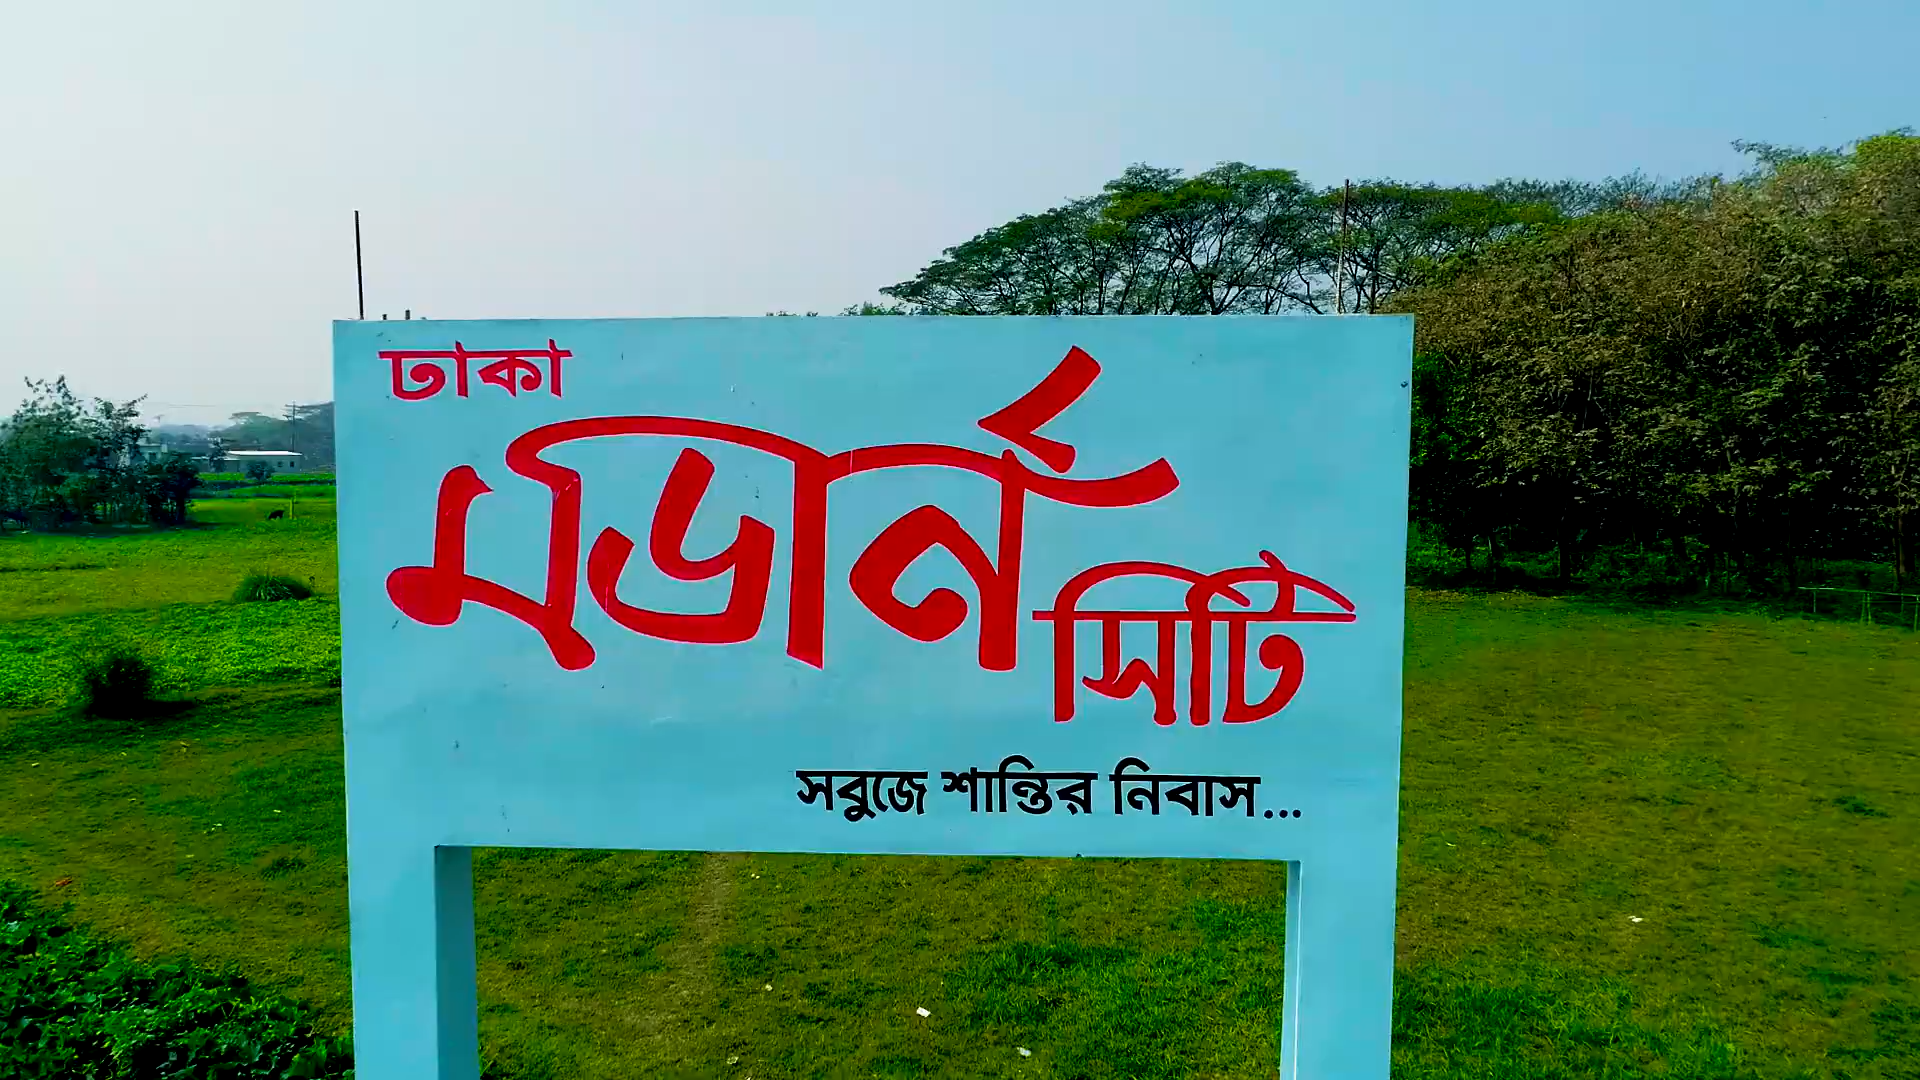 ঢাকা
মডার্ন
সিটি
সবুজে শান্তির নিবাস...